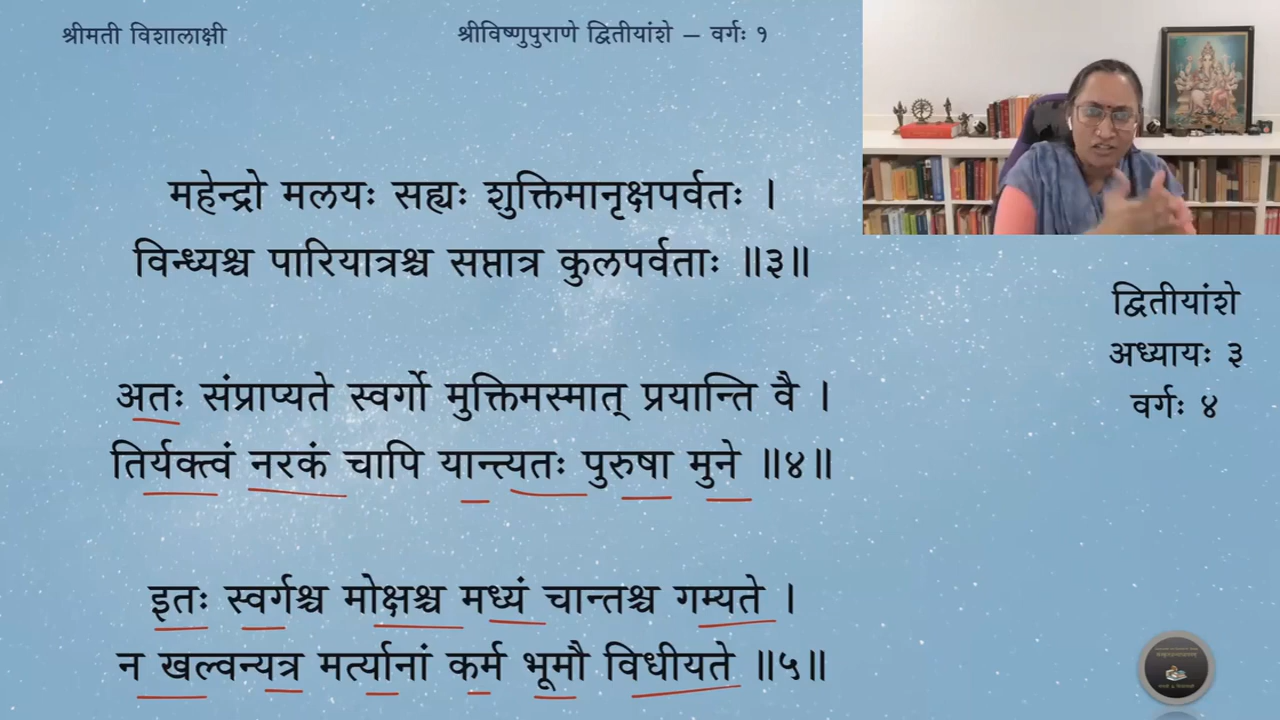 श्रीमती विशालाक्षी
श्रीविष्णुपुराणे द्वितीयांशे – वर्गः १
महेन्द्रो मलयः सह्यः शुक्तिमानृक्षपर्वतः ।
विन्ध्यश्च पारियात्रश्च सप्तात्र कुलपर्वताः ॥३॥
अतः संप्राप्यते स्वर्गो मुक्तिमस्मात् प्रयान्ति वै ।
तिर्यक्त्वं नरकं चापि यान्त्यतः पुरुषा मुने ॥४॥
इतः स्वर्गश्च मोक्षश्च मध्यं चान्तश्च गम्यते ।
न खल्वन्यत्र मर्त्यानां कर्म भूमौ विधीयते ॥५॥
द्वितीयांशे
अध्यायः ३
वर्गः ४